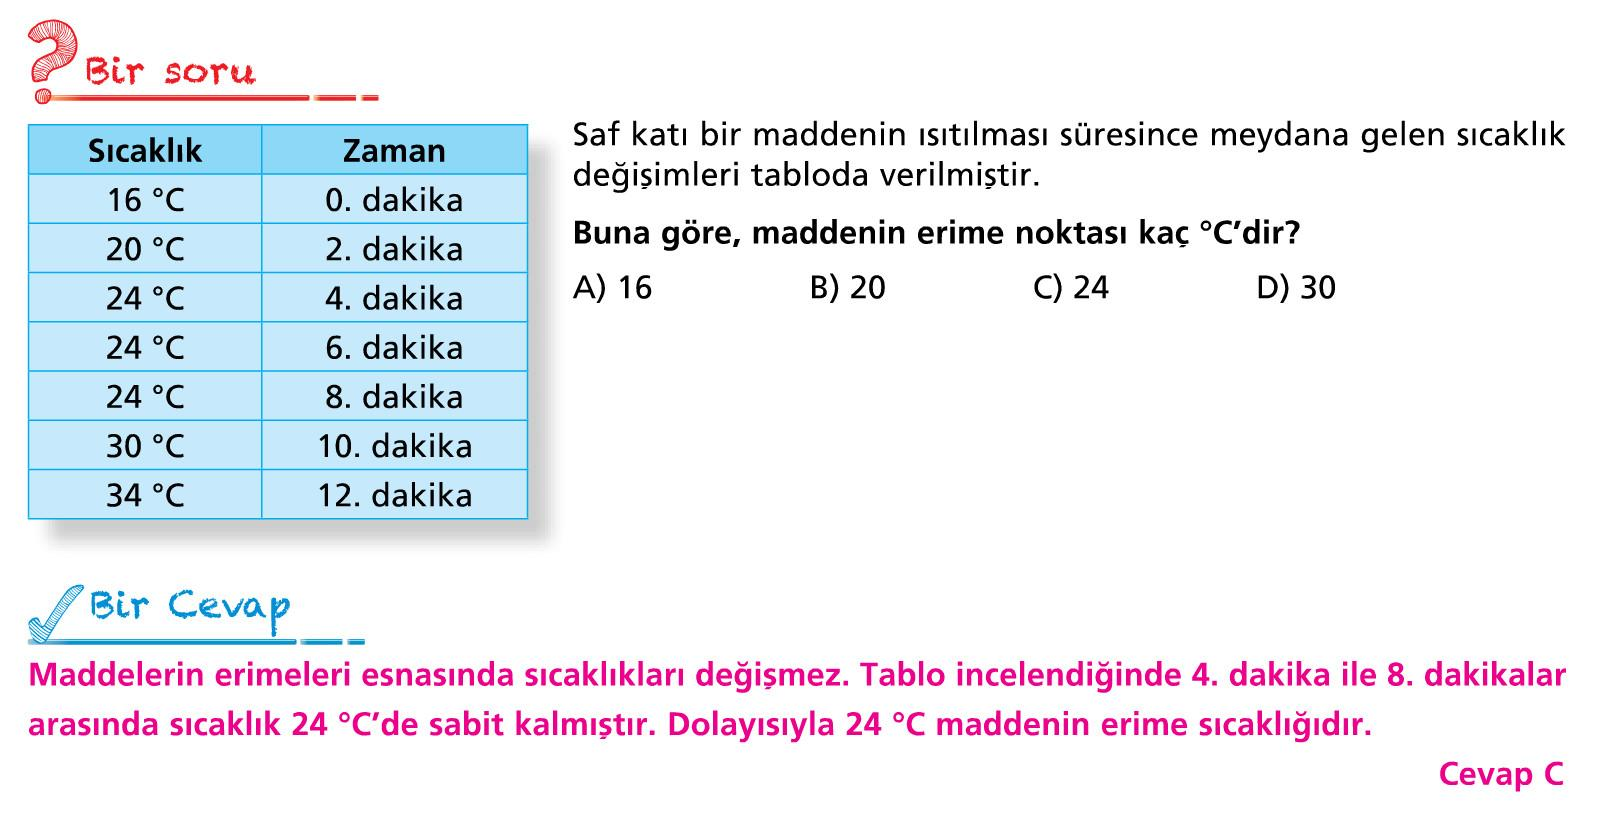 Bir soru
Sıcaklık Zaman
16 °C 0. dakika
20 °C 2. dakika
24 °C 4. dakika
24 °C 6. dakika
24 °C 8. dakika
30 °C 10. dakika
34 °C 12. dakika
Saf katı bir maddenin ısıtılması süresince meydana gelen sıcaklık
değişimleri tabloda verilmiştir.
Buna göre, maddenin erime noktası kaç °C’dir?
A) 16 B) 20 C) 24 D) 30
Bir Cevap
Maddelerin erimeleri esnasında sıcaklıkları değişmez. Tablo incelendiğinde 4. dakika ile 8. dakikalar
arasında sıcaklık 24 °C’de sabit kalmıştır. Dolayısıyla 24 °C maddenin erime sıcaklığıdır.
Cevap C